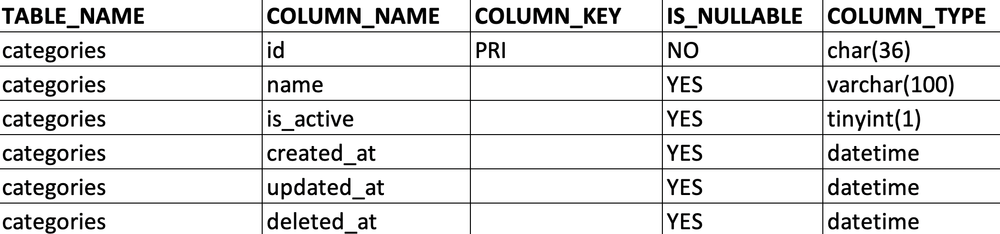 TABLE_NAME COLUMN_NAME COLUMN_KEY IS_NULLABLE COLUMN_TYPE
categories id PRI NO char(36)
categories name YES varchar(100)
categories is_active YES tinyint(1)
categories created_at YES datetime
categories updated_at YES datetime
categories deleted_at YES datetime